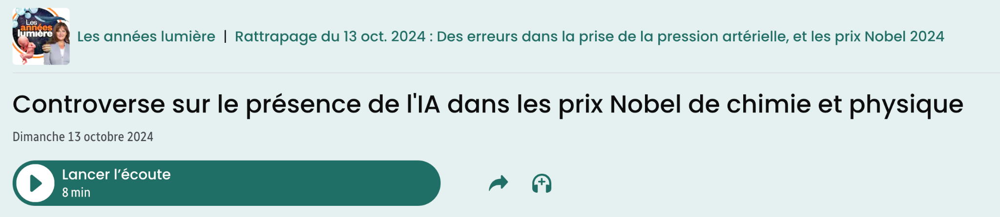 Les
années
lumière
Les années lumière | Rattrapage du 13 oct. 2024 : Des erreurs dans la prise de la pression artérielle, et les prix Nobel 2024
Controverse sur le présence de l'IA dans les prix Nobel de chimie et physique
Dimanche 13 octobre 2024
Lancer l’écoute
8 min